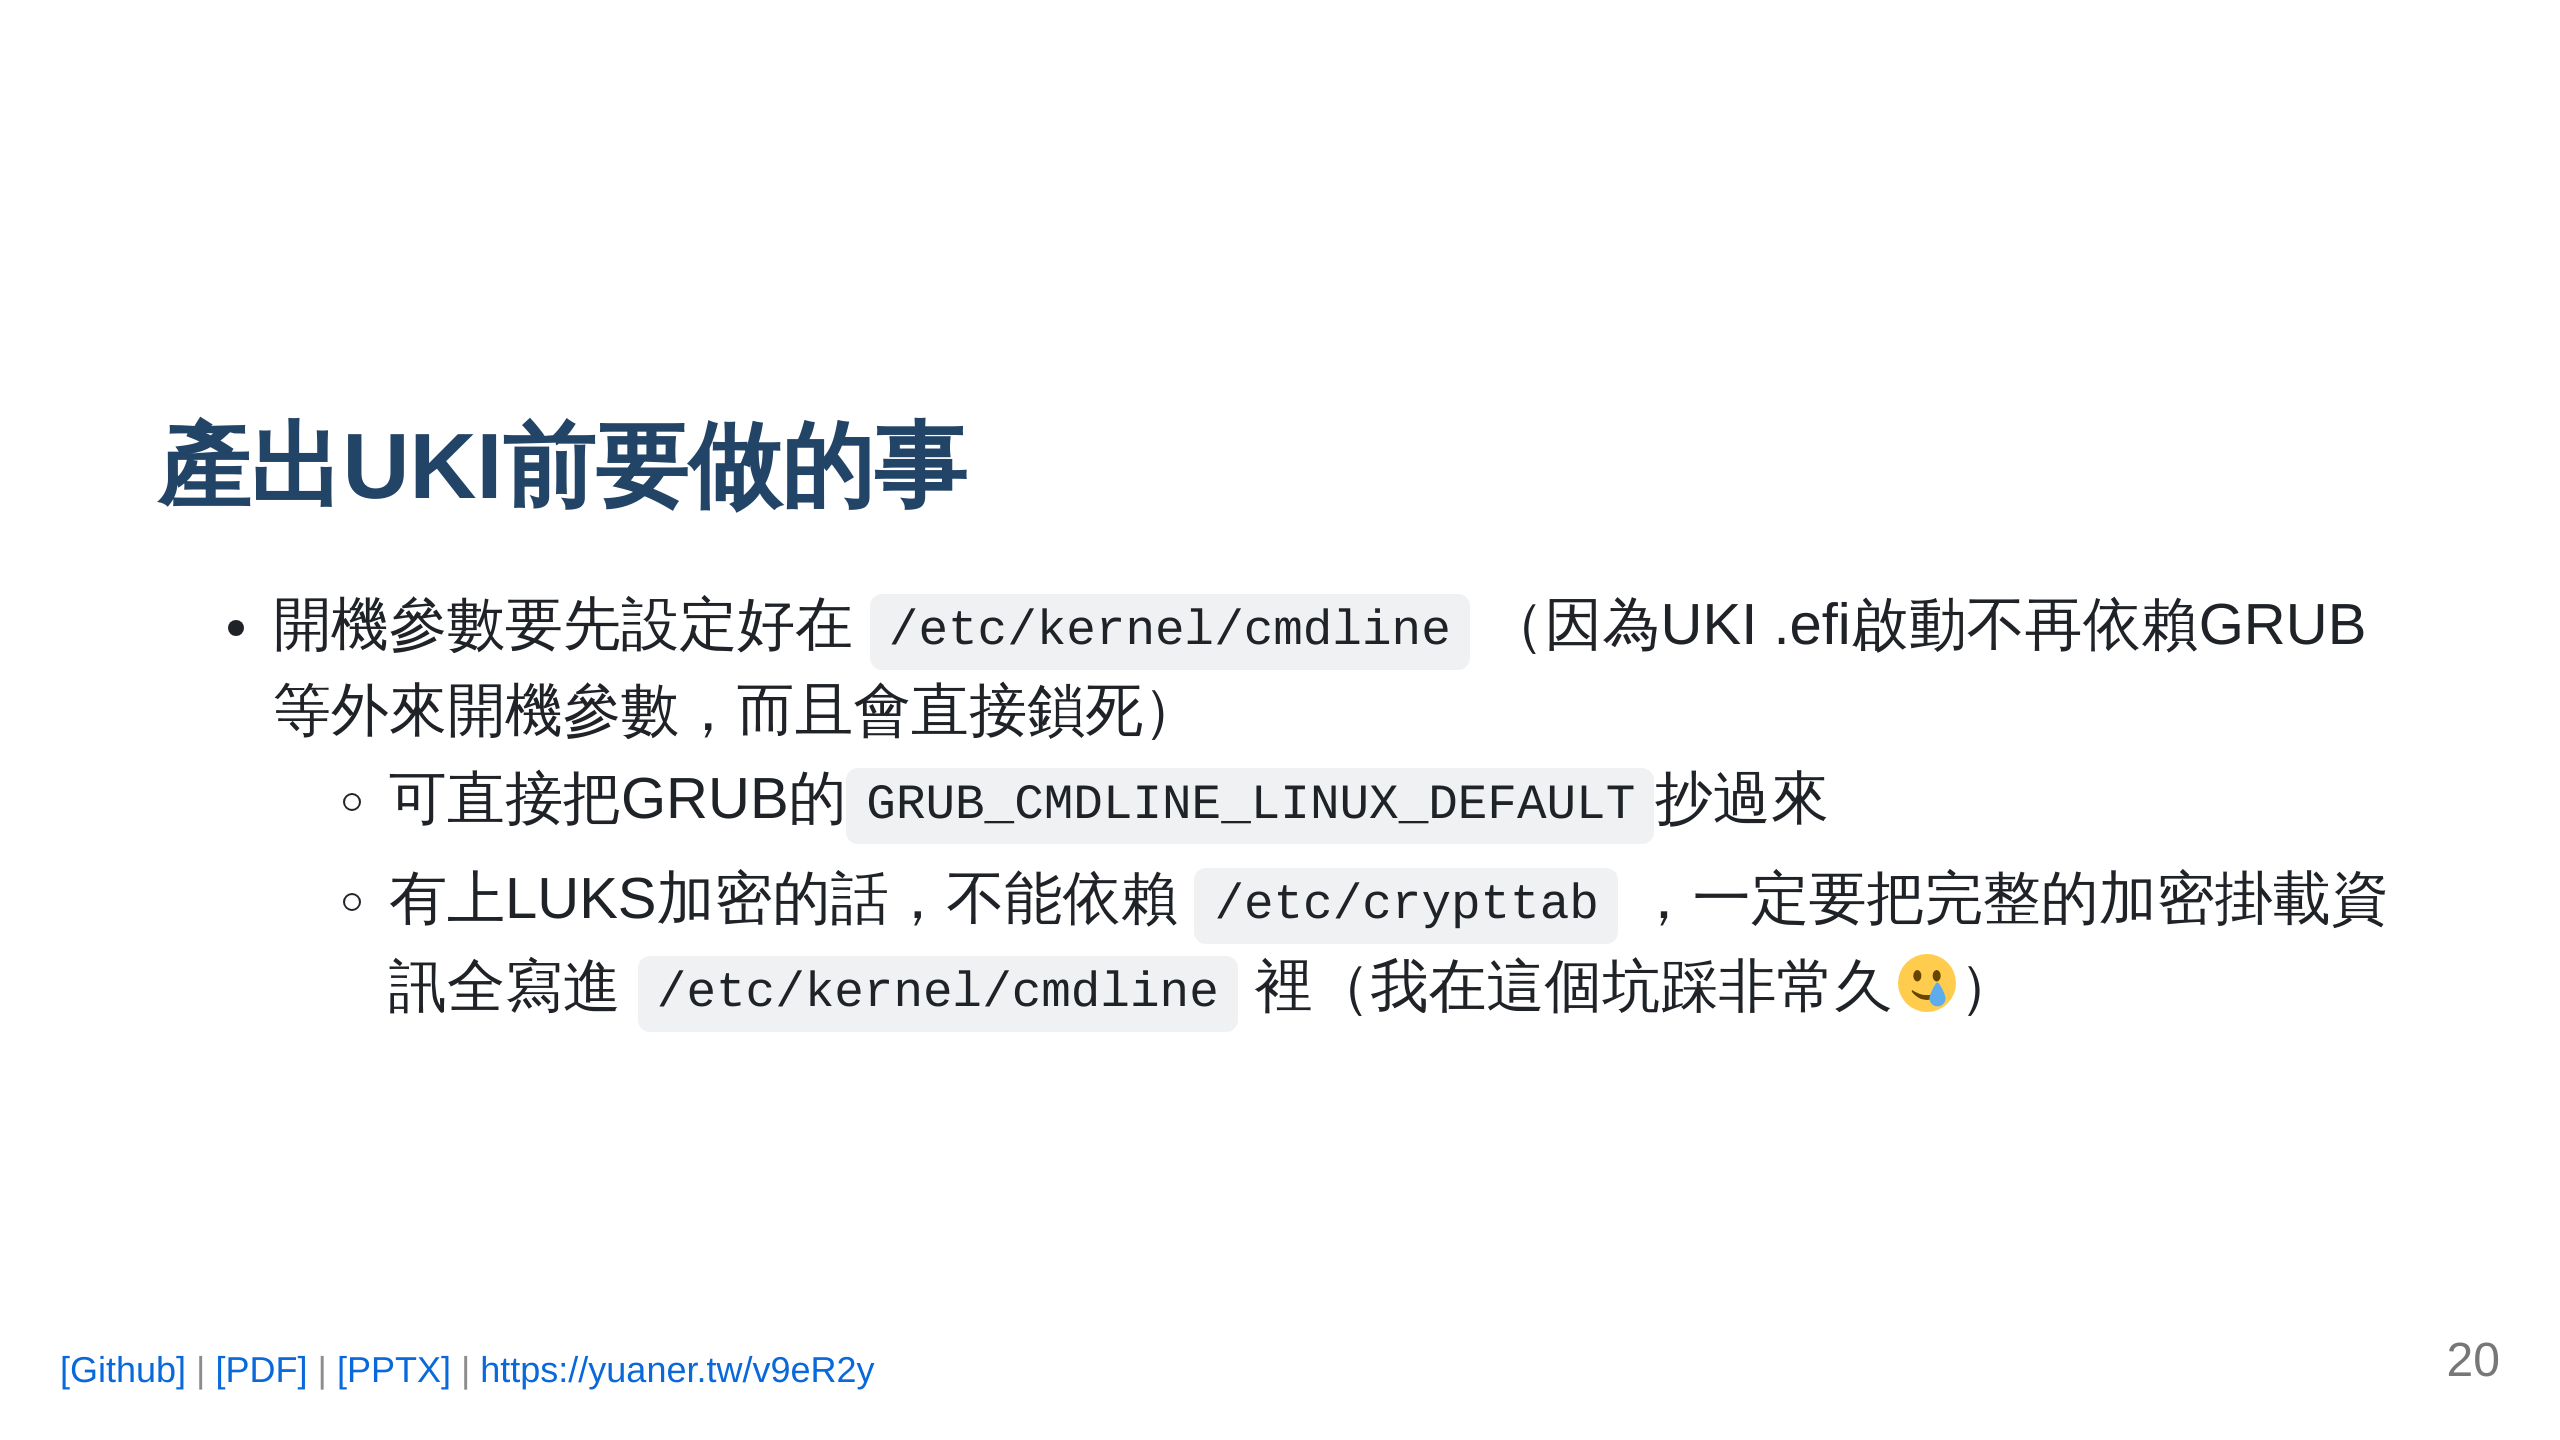 產出UKI前要做的事
• 開機參數要先設定好在 /etc/kernel/cmdline （因為UKI .efi啟動不再依賴GRUB
等外來開機參數，而且會直接鎖死）
◦ 可直接把GRUB的GRUB_CMDLINE_LINUX_DEFAULT抄過來
◦ 有上LUKS加密的話，不能依賴 /etc/crypttab ，一定要把完整的加密掛載資
訊全寫進 /etc/kernel/cmdline 裡（我在這個坑踩非常久🥲）
[Github] | [PDF] | [PPTX] | https://yuaner.tw/v9eR2y
20